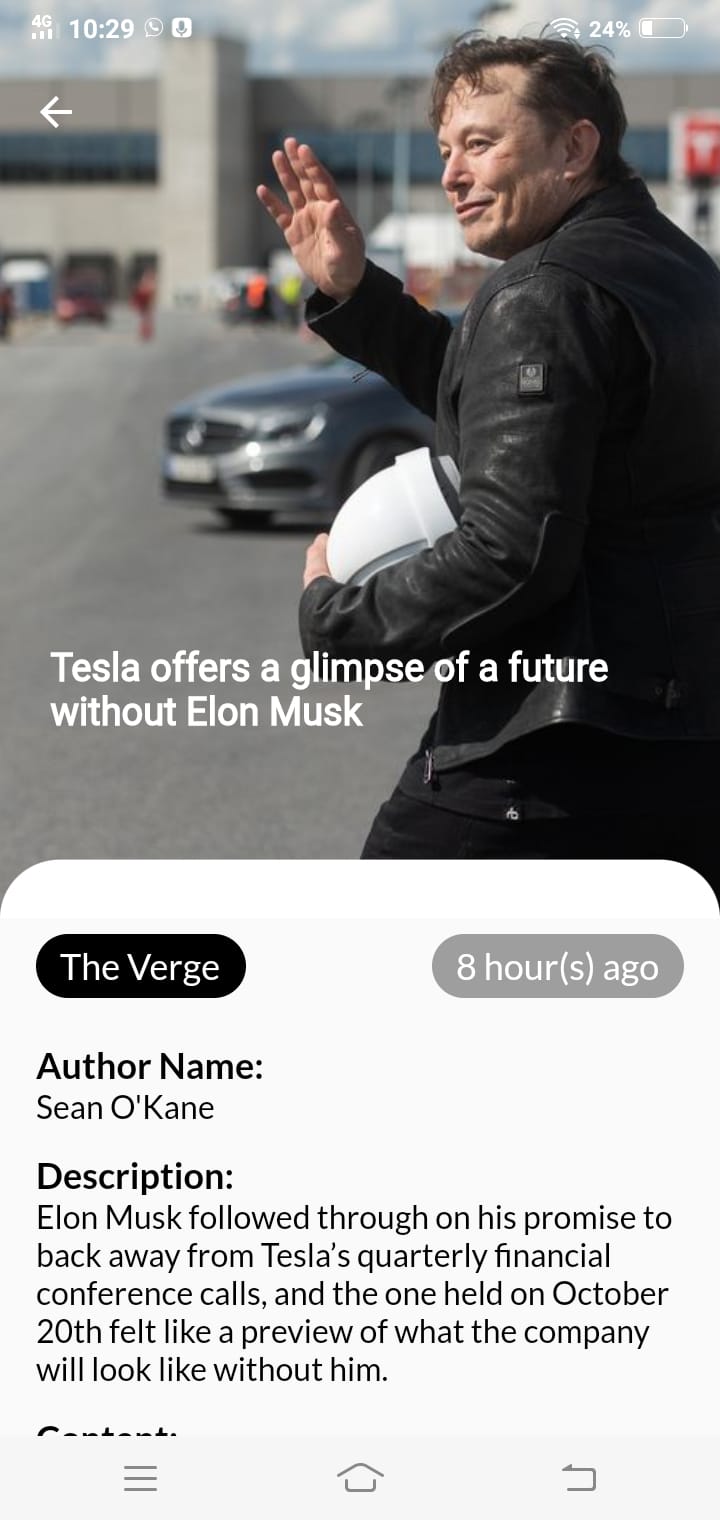 4G 10:29 24%
Tesla offers a glimpse of a future
without Elon Musk
The Verge
8 hour(s) ago
Author Name:
Sean O'Kane
Description:
Elon Musk followed through on his promise to
back away from Tesla’s quarterly financial
conference calls, and the one held on October
20th felt like a preview of what the company
will look like without him.
Content: